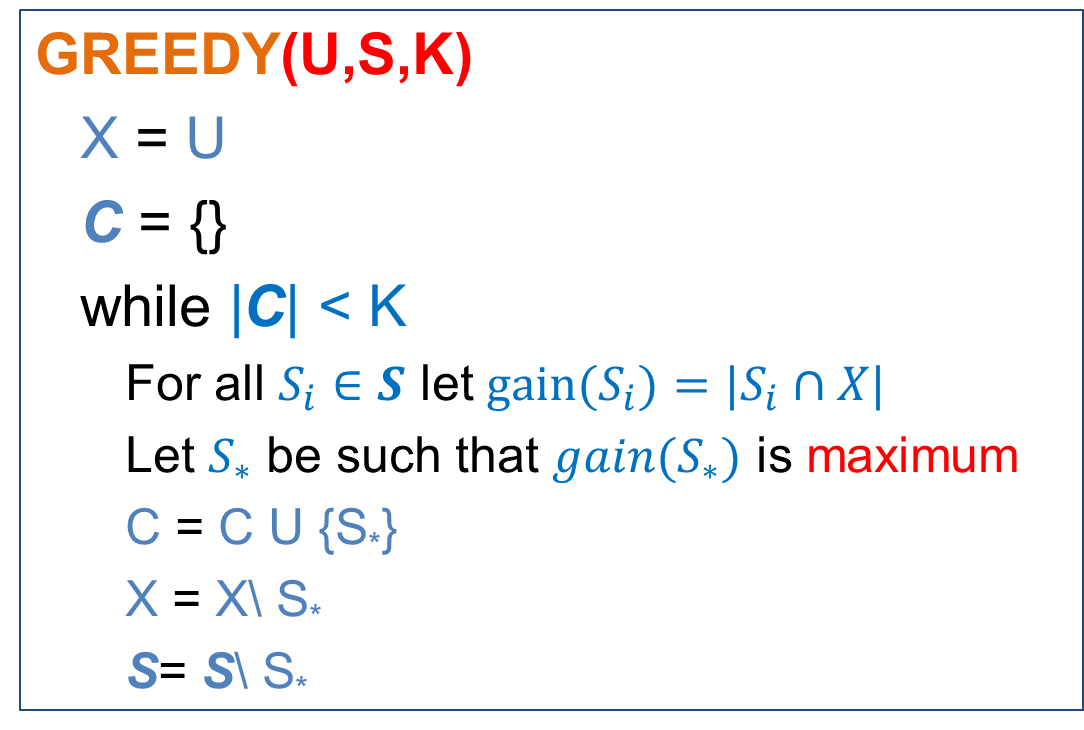 GREEDY(U,S,K)
X = U
C = {}
while |C| < K
For all Sᵢ ∈ S let gain(Sᵢ) = |Sᵢ ∩ X|
Let S* be such that gain(S*) is maximum
C = C U {S*}
X = X\ S*
S= S\ S*